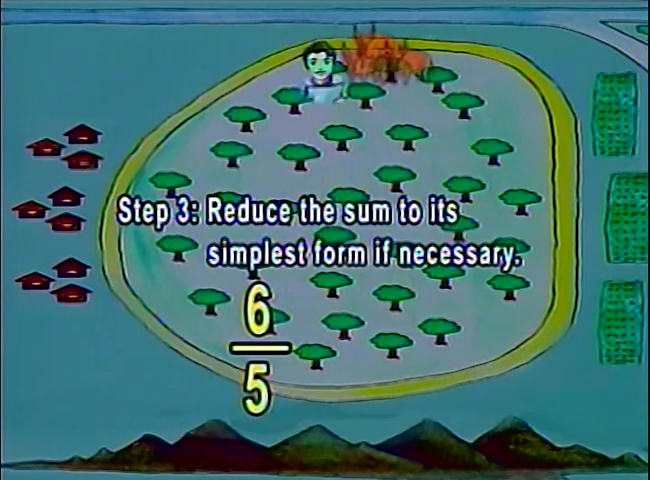 Step 3: Reduce the sum to its
simplest form if necessary.
6
5